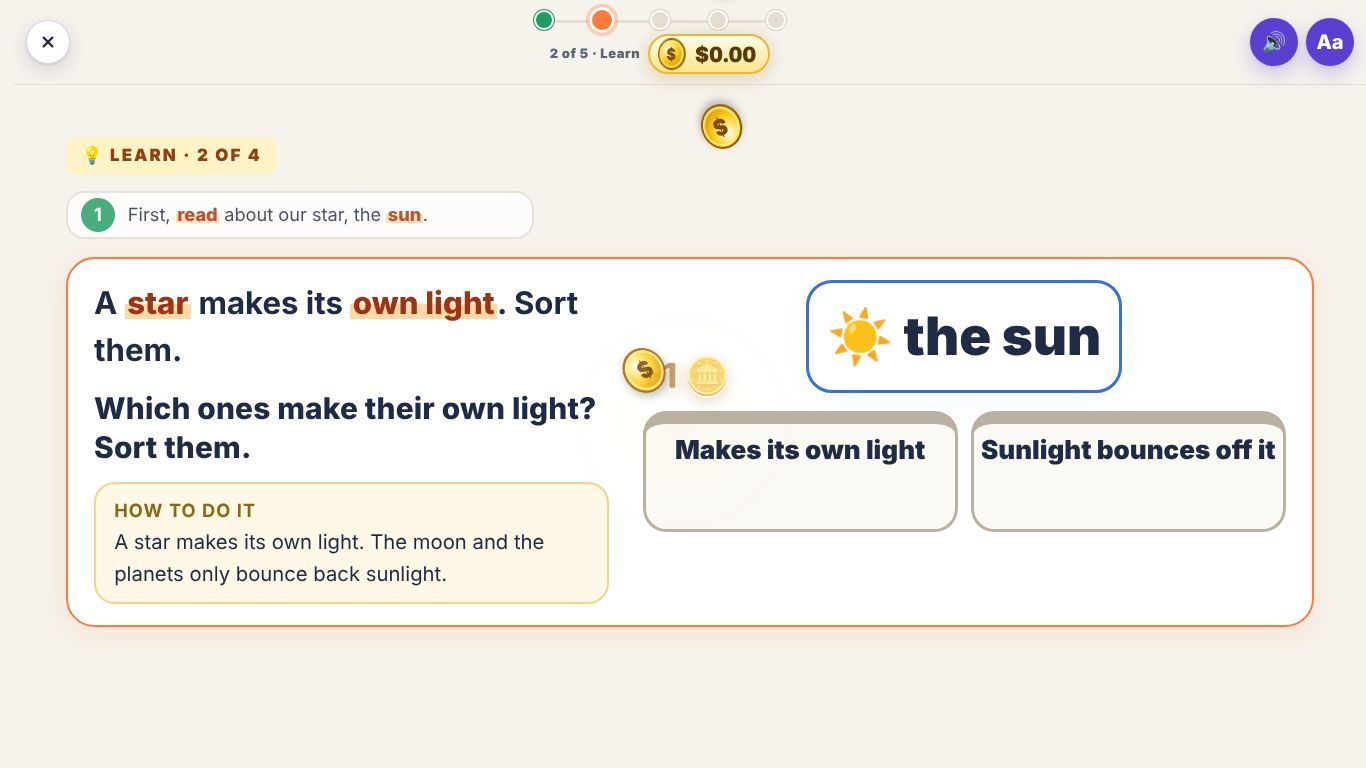 ×
2 of 5 · Learn
$ $0.00
Aa
$
LEARN · 2 OF 4
1 First, read about our star, the sun.
A star makes its own light. Sort
them.
Which ones make their own light?
Sort them.
HOW TO DO IT
A star makes its own light. The moon and the
planets only bounce back sunlight.
$ 1
the sun
Makes its own light
Sunlight bounces off it